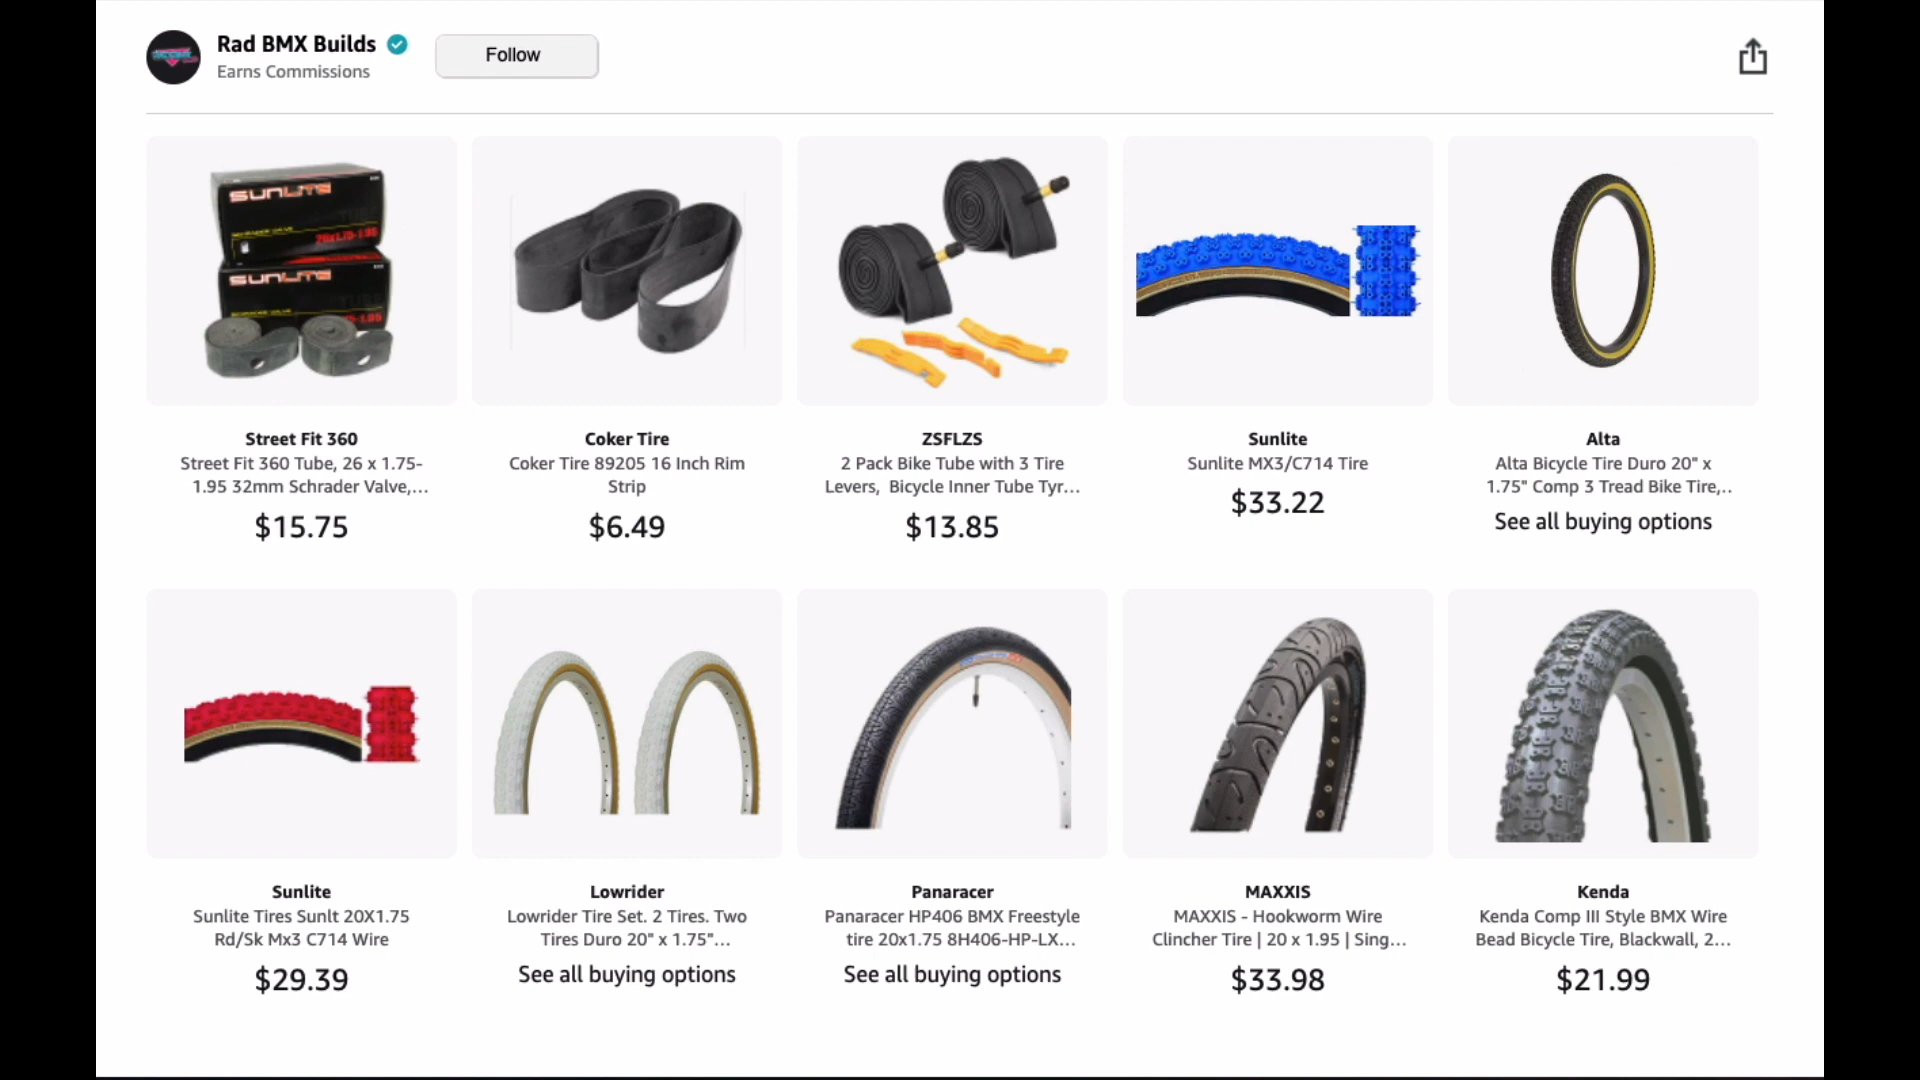 Rad BMX Builds
Earns Commissions
Follow
SUNLITE
26x1.75-1.95
SUNLITE
Street Fit 360
Street Fit 360 Tube, 26 x 1.75-
1.95 32mm Schrader Valve,...
$15.75
Coker Tire
Coker Tire 89205 16 Inch Rim
Strip
$6.49
ZSFLZS
2 Pack Bike Tube with 3 Tire
Levers, Bicycle Inner Tube Tyr...
$13.85
Sunlite
Sunlite MX3/C714 Tire
$33.22
Alta
Alta Bicycle Tire Duro 20" x
1.75" Comp 3 Tread Bike Tire,..
See all buying options
Sunlite
Sunlite Tires Sunlt 20X1.75
Rd/Sk Mx3 C714 Wire
$29.39
Lowrider
Lowrider Tire Set. 2 Tires. Two
Tires Duro 20" x 1.75"...
See all buying options
Panaracer
Panaracer HP406 BMX Freestyle
tire 20x1.75 8H406-HP-LX...
See all buying options
MAXXIS
MAXXIS - Hookworm Wire
Clincher Tire | 20 x 1.95 | Sing...
$33.98
Kenda
Kenda Comp III Style BMX Wire
Bead Bicycle Tire, Blackwall, 2...
$21.99